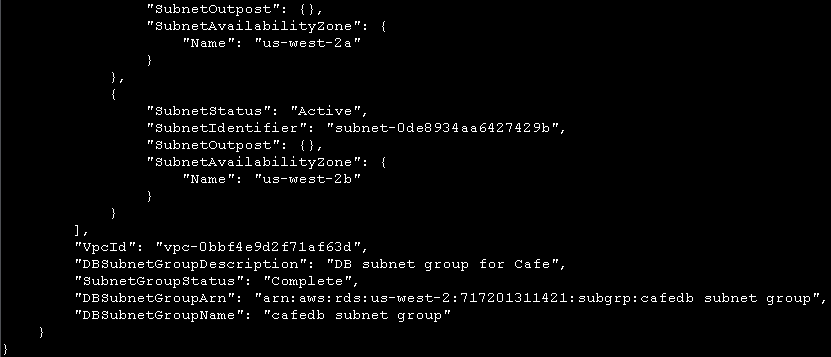 "SubnetOutpost": {},
"SubnetAvailabilityZone": {
"Name": "us-west-2a"
}
},
{
"SubnetStatus": "Active",
"SubnetIdentifier": "subnet-0de8934aa6427429b",
"SubnetOutpost": {},
"SubnetAvailabilityZone": {
"Name": "us-west-2b"
}
}
],
"VpcId": "vpc-0bbf4e9d2f71af63d",
"DBSubnetGroupDescription": "DB subnet group for Cafe",
"SubnetGroupStatus": "Complete",
"DBSubnetGroupArn": "arn:aws:rds:us-west-2:717201311421:subgrp:cafedb subnet group",
"DBSubnetGroupName": "cafedb subnet group"
}
}